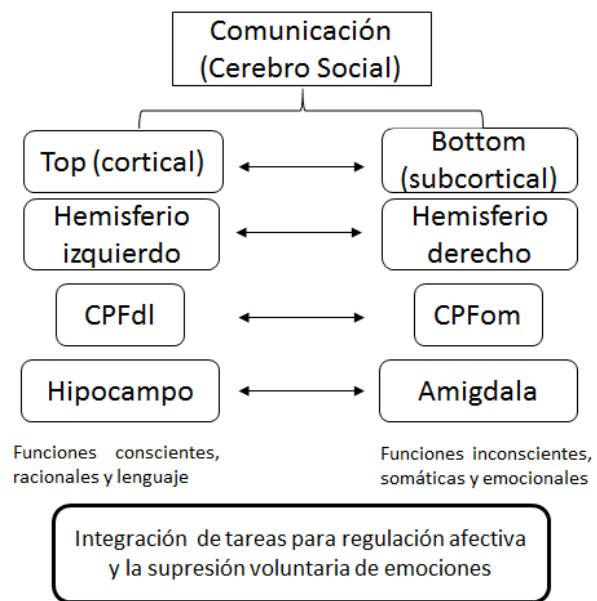 Comunicación
(Cerebro Social)
Top (cortical)
Bottom
(subcortical)
Hemisferio
izquierdo
Hemisferio
derecho
CPFdl
CPFom
Hipocampo
Amigdala
Funciones conscientes,
racionales y lenguaje
Funciones inconscientes,
somáticas y emocionales
Integración de tareas para regulación afectiva
y la supresión voluntaria de emociones